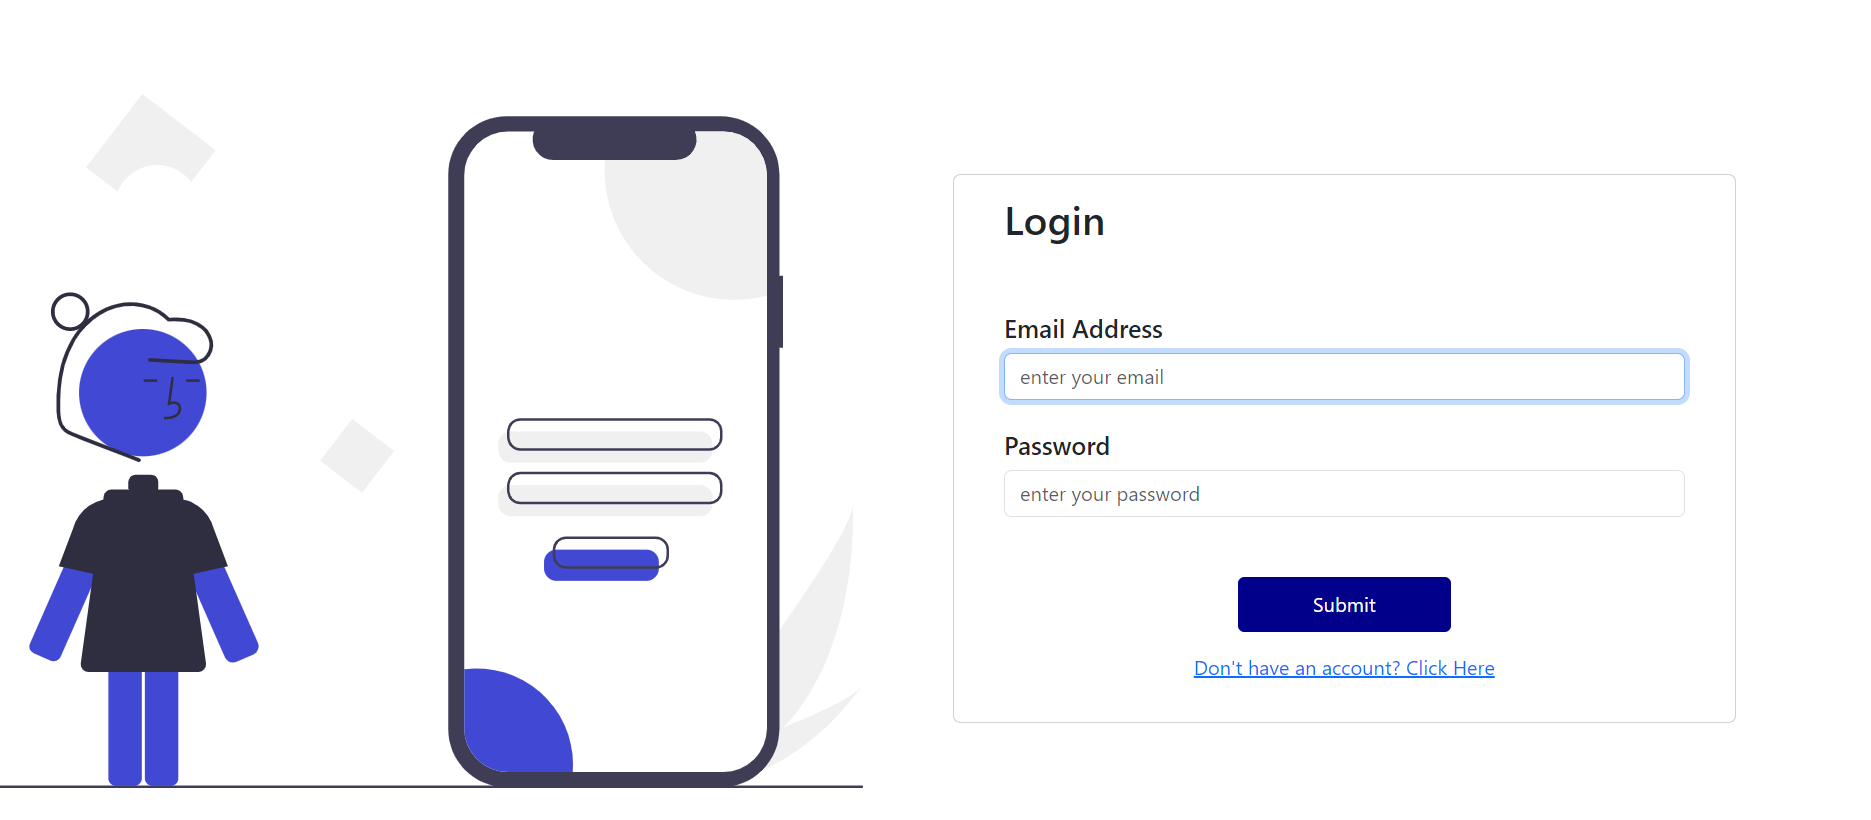 Login
Email Address
enter your email
Password
enter your password
Submit
Don't have an account? Click Here